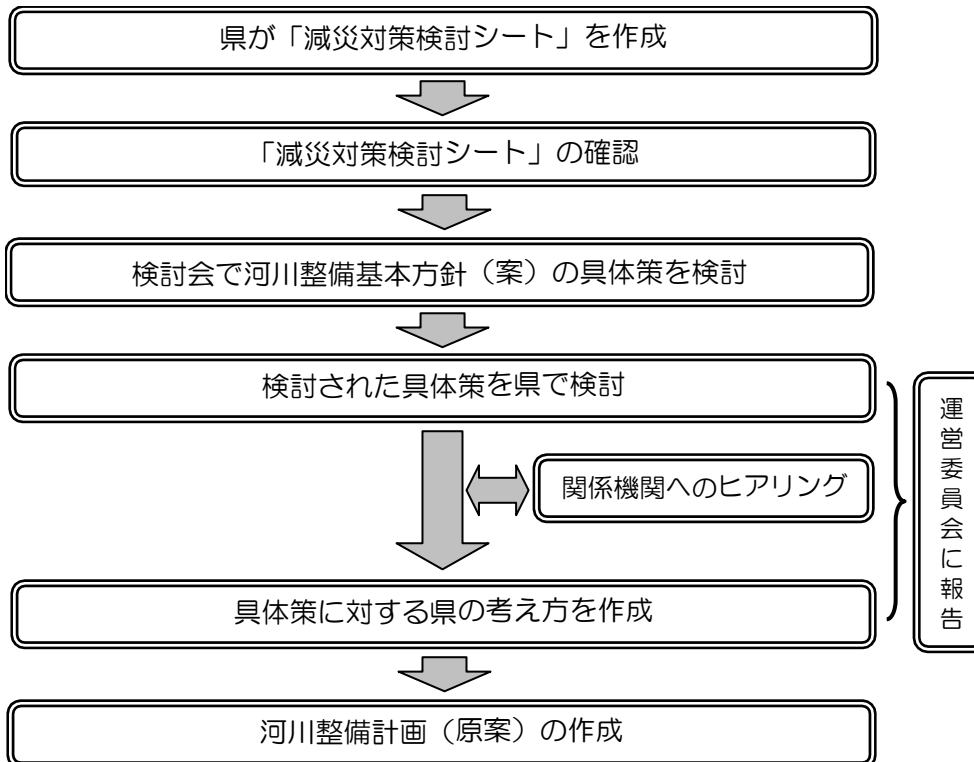 県が「減災対策検討シート」を作成
「減災対策検討シート」の確認
検討会で河川整備基本方針（案）の具体策を検討
検討された具体策を県で検討
関係機関へのヒアリング
運営委員会に報告
具体策に対する県の考え方を作成
河川整備計画（原案）の作成